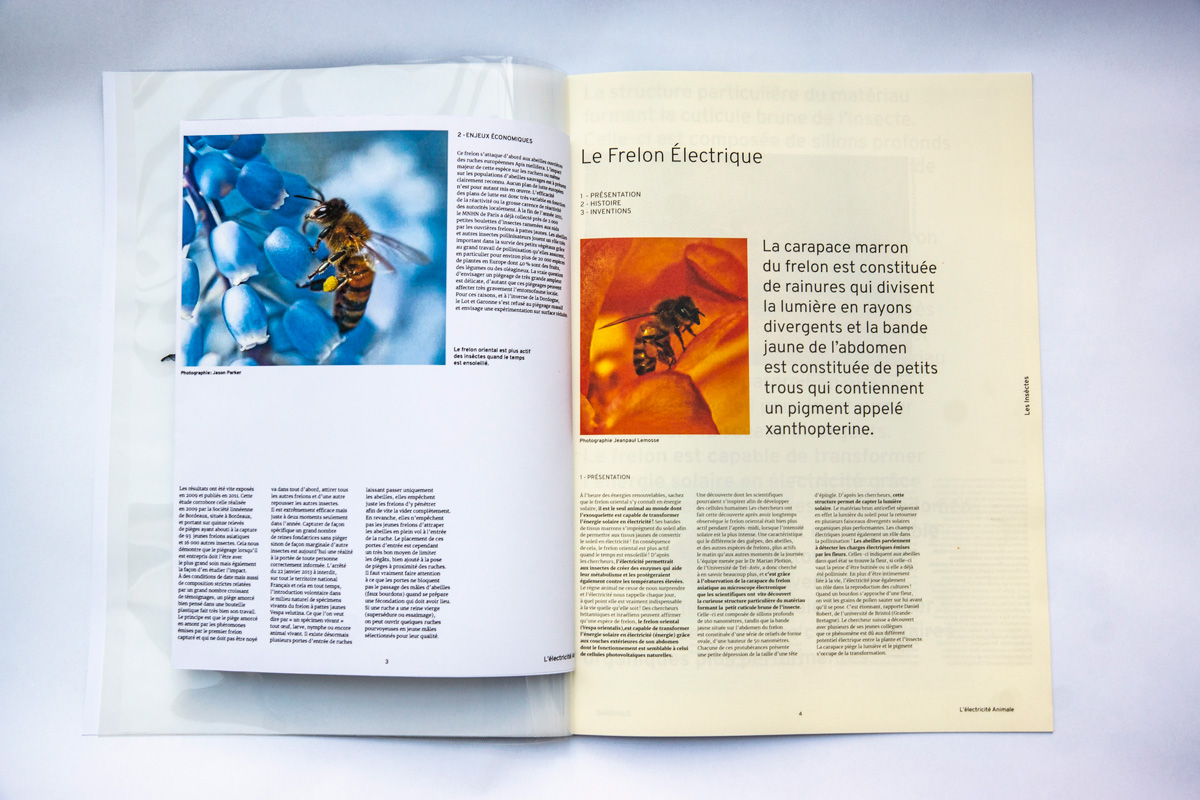 2 - ENJEUX ÉCONOMIQUES
Ce frelon s'attaque d'abord aux abeilles ouvrières
des ruches européennes Apis mellifera. L'impact
majeur de cette espèce sur les ruchers ou même
sur les populations d'abeilles sauvages est à présent
clairement reconnu. Aucun plan de lutte européen
n'est pour autant mis en œuvre. L'efficacité
des plans de lutte est donc très variable en fonction
de la réactivité ou la grosse carence de réactivité
des autorités localement. À la fin de l'année 2011,
le MNHN de Paris a déjà collecté près de 2 000
petites boulettes d'insectes ramenées aux nids
par les ouvrières frelons à pattes jaunes. Les abeilles
et autres insectes pollinisateurs jouent un rôle très
important dans la survie des petits végétaux grâce
au grand travail de pollinisation qu'elles assurent,
en particulier pour environ plus de 20 000 espèces
de plantes en Europe dont 40 % sont des fruits,
des légumes ou des oléagineux. La vraie question
d'envisager un piégeage de très grande ampleur
est délicate, d'autant que ces piégeages peuvent
affecter très gravement l'entomofaune locale.
Pour ces raisons, et à l'inverse de la Dordogne,
le Lot et Garonne s'est refusé au piégeage massif
et envisage une expérimentation sur surface réduite.
Le frelon oriental est plus actif
des insèctes quand le temps
est ensoleillé.
Photographie: Jason Parker
Les résultats ont été vite exposés
en 2009 et publiés en 2011. Cette
étude corrobore celle réalisée
en 2009 par la Société linnéenne
de Bordeaux, située à Bordeaux,
et portant sur quinze relevés
de pièges ayant abouti à la capture
de 93 jeunes frelons asiatiques
et 16 000 autres insectes. Cela nous
démontre que le piégeage lorsqu'il
est entrepris doit l'être avec
le plus grand soin mais également
la façon d'en étudier l'impact.
À des conditions de date mais aussi
de composition strictes relatées
par un grand nombre croissant
de témoignages, un piège amorcé
bien pensé dans une bouteille
plastique fait très bien son travail.
Le principe est que le piège amorcé
en amont par les phéromones
émises par le premier frelon
capturé et qui ne doit pas être noyé
va dans tout d'abord, attirer tous
les autres frelons et d'une autre
repousser les autres insectes.
Il est extrêmement efficace mais
juste à deux moments seulement
dans l'année. Capturer de façon
spécifique un grand nombre
de reines fondatrices sans piéger
sinon de façon marginale d'autre
insectes est aujourd'hui une réalité
à la portée de toute personne
correctement informée. L'arrêté
du 22 janvier 2013 à interdit,
sur tout le territoire national
Français et cela en tout temps,
l'introduction volontaire dans
le milieu naturel de spécimens
vivants du frelon à pattes jaunes
Vespa velutina. Ce que l'on veut
dire par « un spécimen vivant »
tout œuf, larve, nymphe ou encore
animal vivant. Il existe désormais
plusieurs portes d'entrée de ruches
laissant passer uniquement
les abeilles, elles empêchent
juste les frelons d'y pénétrer
afin de vite la vider complètement.
En revanche, elles n'empêchent
pas les jeunes frelons d'attraper
les abeilles en plein vol à l'entrée
de la ruche. Le placement de ces
portes d'entrée est cependant
un très bon moyen de limiter
les dégâts, bien ajouté à la pose
de pièges à proximité des ruches.
Il faut vraiment faire attention
à ce que les portes ne bloquent
pas le passage des mâles d'abeilles
(faux bourdons) quand se prépare
une fécondation qui doit avoir lieu.
Si une ruche a une reine vierge
(supersédure ou essaimage),
on peut ouvrir quelques ruches
pourvoyeuses en jeune mâles
sélectionnés pour leur qualité.
3
L'électricité
Le Frelon Électrique
1 - PRÉSENTATION
2 - HISTOIRE
3 - INVENTIONS
La carapace marron
du frelon est constituée
de rainures qui divisent
la lumière en rayons
divergents et la bande
jaune de l'abdomen
est constituée de petits
trous qui contiennent
un pigment appelé
xanthopterine.
Photographie Jeanpaul Lemosse
Les Insèctes
1 - PRÉSENTATION
À l'heure des énergies renouvelables, sachez
que le frelon oriental s'y connaît en énergie
solaire, il est le seul animal au monde dont
l'exosquelette est capable de transformer
l'énergie solaire en électricité ! Les bandes
de tissus marrons s'imprègnent du soleil afin
de permettre aux tissus jaunes de convertir
le soleil en électricité ! En conséquence
de cela, le frelon oriental est plus actif
quand le temps est ensoleillé ! D'après
les chercheurs, l'électricité permettrait
aux insectes de créer des enzymes qui aide
leur métabolisme et les protégeraient
également contre les températures élevées.
Le règne animal ne cesse de nous surprendre
et l'électricité nous rappelle chaque jour,
à quel point elle est vraiment indispensable
à la vie quelle qu'elle soit ! Des chercheurs
britanniques et israéliens peuvent affirmer
qu'une espèce de frelon, le frelon oriental
(Vespa orientalis),est capable de transformer
l'énergie solaire en électricité (énergie) grâce
aux couches extérieures de son abdomen
dont le fonctionnement est semblable à celui
de cellules photovoltaïques naturelles.
Une découverte dont les scientifiques
pourraient s'inspirer afin de développer
des cellules humaines Les chercheurs ont
fait cette découverte après avoir longtemps
observéque le frelon oriental était bien plus
actif pendant l'après-midi, lorsque l'intensité
solaire est la plus intense. Une caractéristique
qui le différencie des guêpes, des abeilles,
et des autres espèces de frelons, plus actifs
le matin qu'aux autres moments de la journée.
L'équipe menée par le Dr Marian Plotkin,
de l'Université de Tel-Aviv, a donc cherché
à en savoir beaucoup plus, et c'est grâce
à l'observation de la carapace du frelon
asiatique au microscope électronique
que les scientifiques ont vite découvert
la curieuse structure particulière du matériau
formant la petit cuticule brune de l'insecte.
Celle-ci est composée de sillons profonds
de 160 nanomètres, tandis que la bande
jaune située sur l'abdomen du frelon
est constituée d'une série de reliefs de forme
ovale, d'une hauteur de 50 nanomètres.
Chacune de ces protubérances présente
une petite dépression de la taille d'une tête
d'épingle. D'après les chercheurs, cette
structure permet de capter la lumière
solaire. Le matériau brun antireflet séparerait
en effet la lumière du soleil pour la retourner
en plusieurs faisceaux divergents solaires
organiques plus performantes. Les champs
électriques jouent également un rôle dans
la pollinisation ! Les abeilles parviennent
à détecter les charges électriques émises
par les fleurs. Celles-ci indiquent aux abeilles
dans quel état se trouve la fleur, si celle-ci
vaut la peine d'être butinée ou si elle a déjà
été pollinisée. En plus d'être intimement
liée à la vie, l'électricité joue également
un rôle dans la reproduction des cultures !
Quand un bourdon s'approche d'une fleur,
on voit les grains de pollen sauter sur lui avant
qu'il se pose. C'est étonnant, rapporte Daniel
Robert, de l'université de Bristol (Grande-
Bretagne). Le chercheur suisse a découvert
avec plusieurs de ses jeunes collègues
que ce phénomène est dû aux différent
potentiel électrique entre la plante et l'insecte.
La carapace piège la lumière et le pigment
s'occupe de la transformation.
4
L'électricité Animale